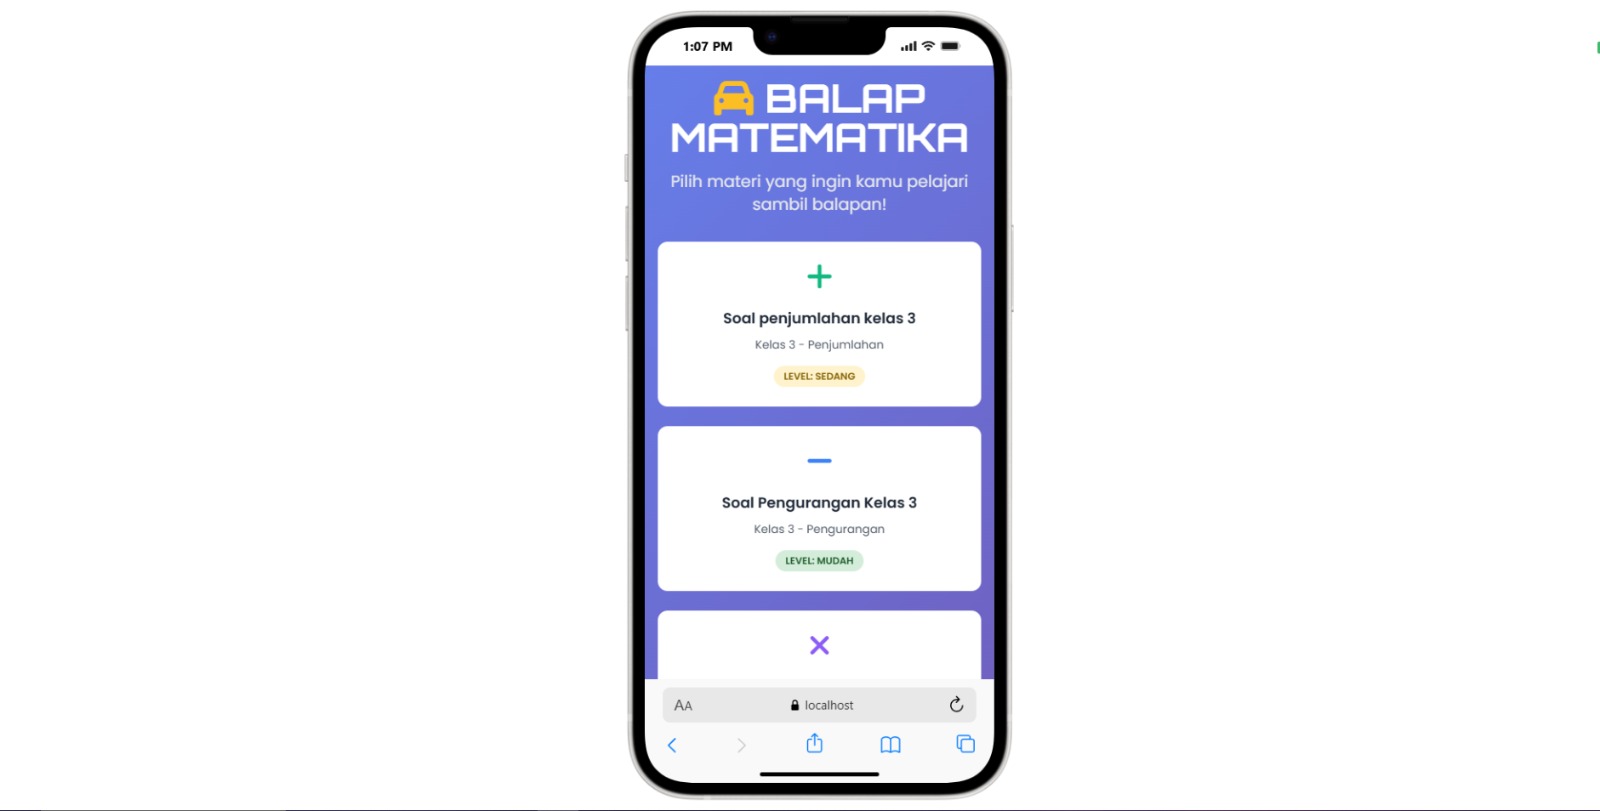 1:07 PM
BALAP
MATEMATIKA
Pilih materi yang ingin kamu pelajari
sambil balapan!
Soal penjumlahan kelas 3
Kelas 3 - Penjumlahan
LEVEL: SEDANG
Soal Pengurangan Kelas 3
Kelas 3 - Pengurangan
LEVEL: MUDAH
AA localhost